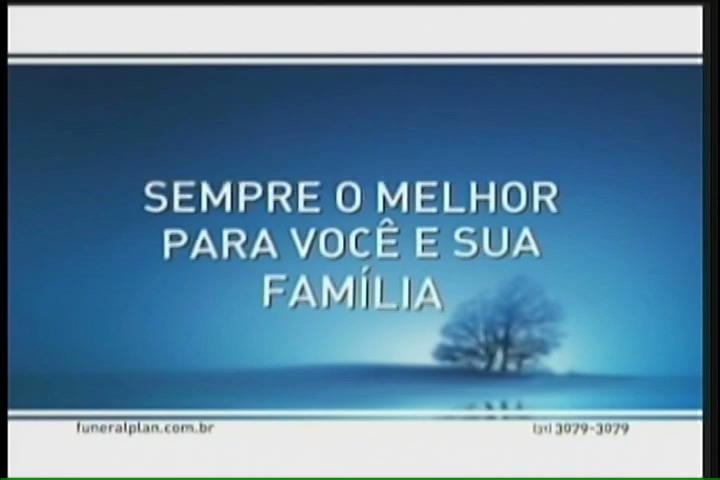 SEMPRE O MELHOR
PARA VOCÊ E SUA
FAMÍLIA
funeralplan.com.br
(31) 3079-3079